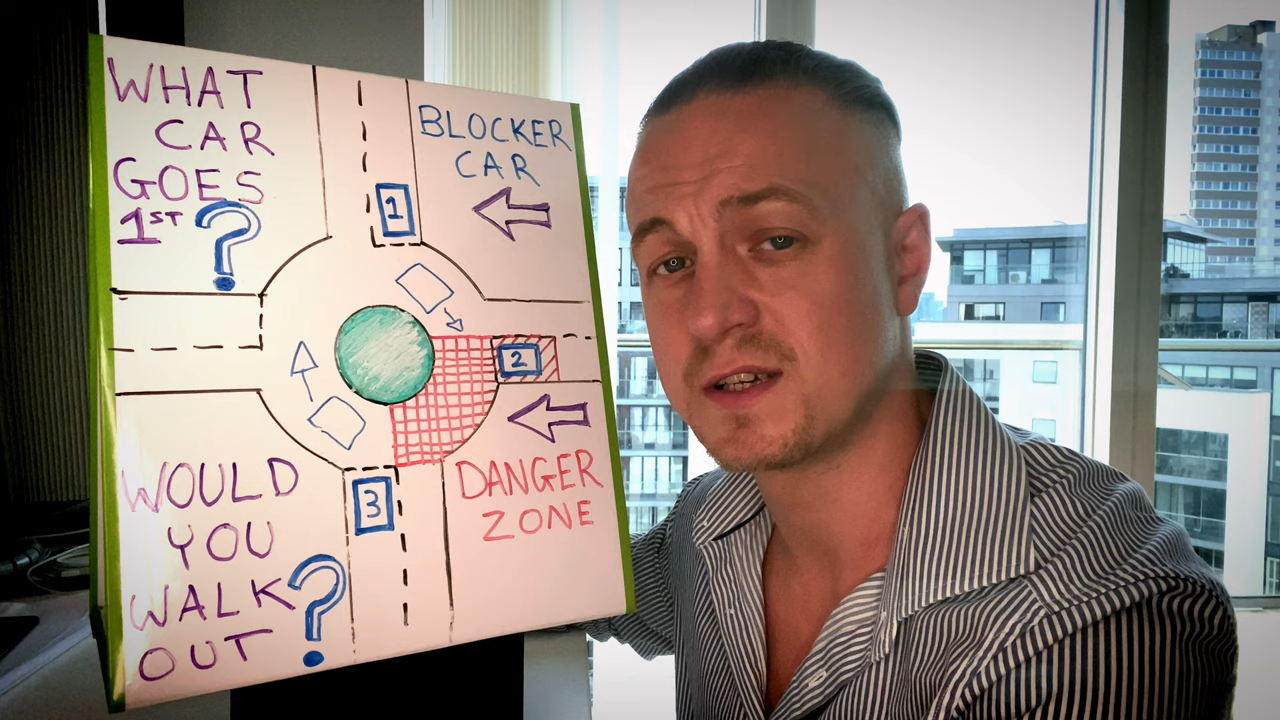 WHAT
CAR
GOES
1ST ?
BLOCKER
CAR
1
2
3
DANGER
ZONE
WOULD
YOU
WALK
OUT ?